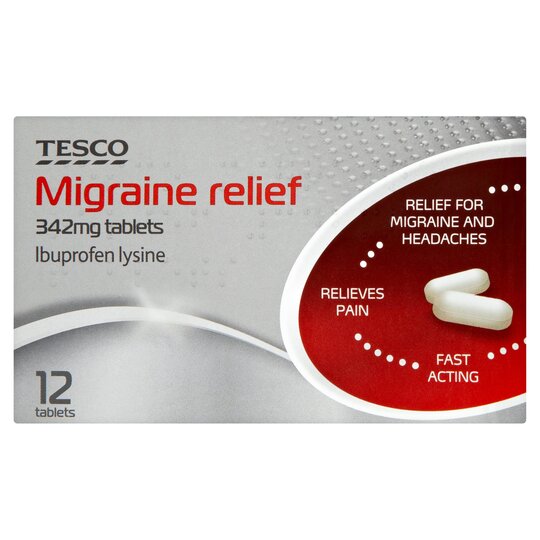 TESCO
Migraine relief
342mg tablets
Ibuprofen lysine
RELIEF FOR
MIGRAINE AND
HEADACHES
RELIEVES
PAIN
FAST
ACTING
12
tablets